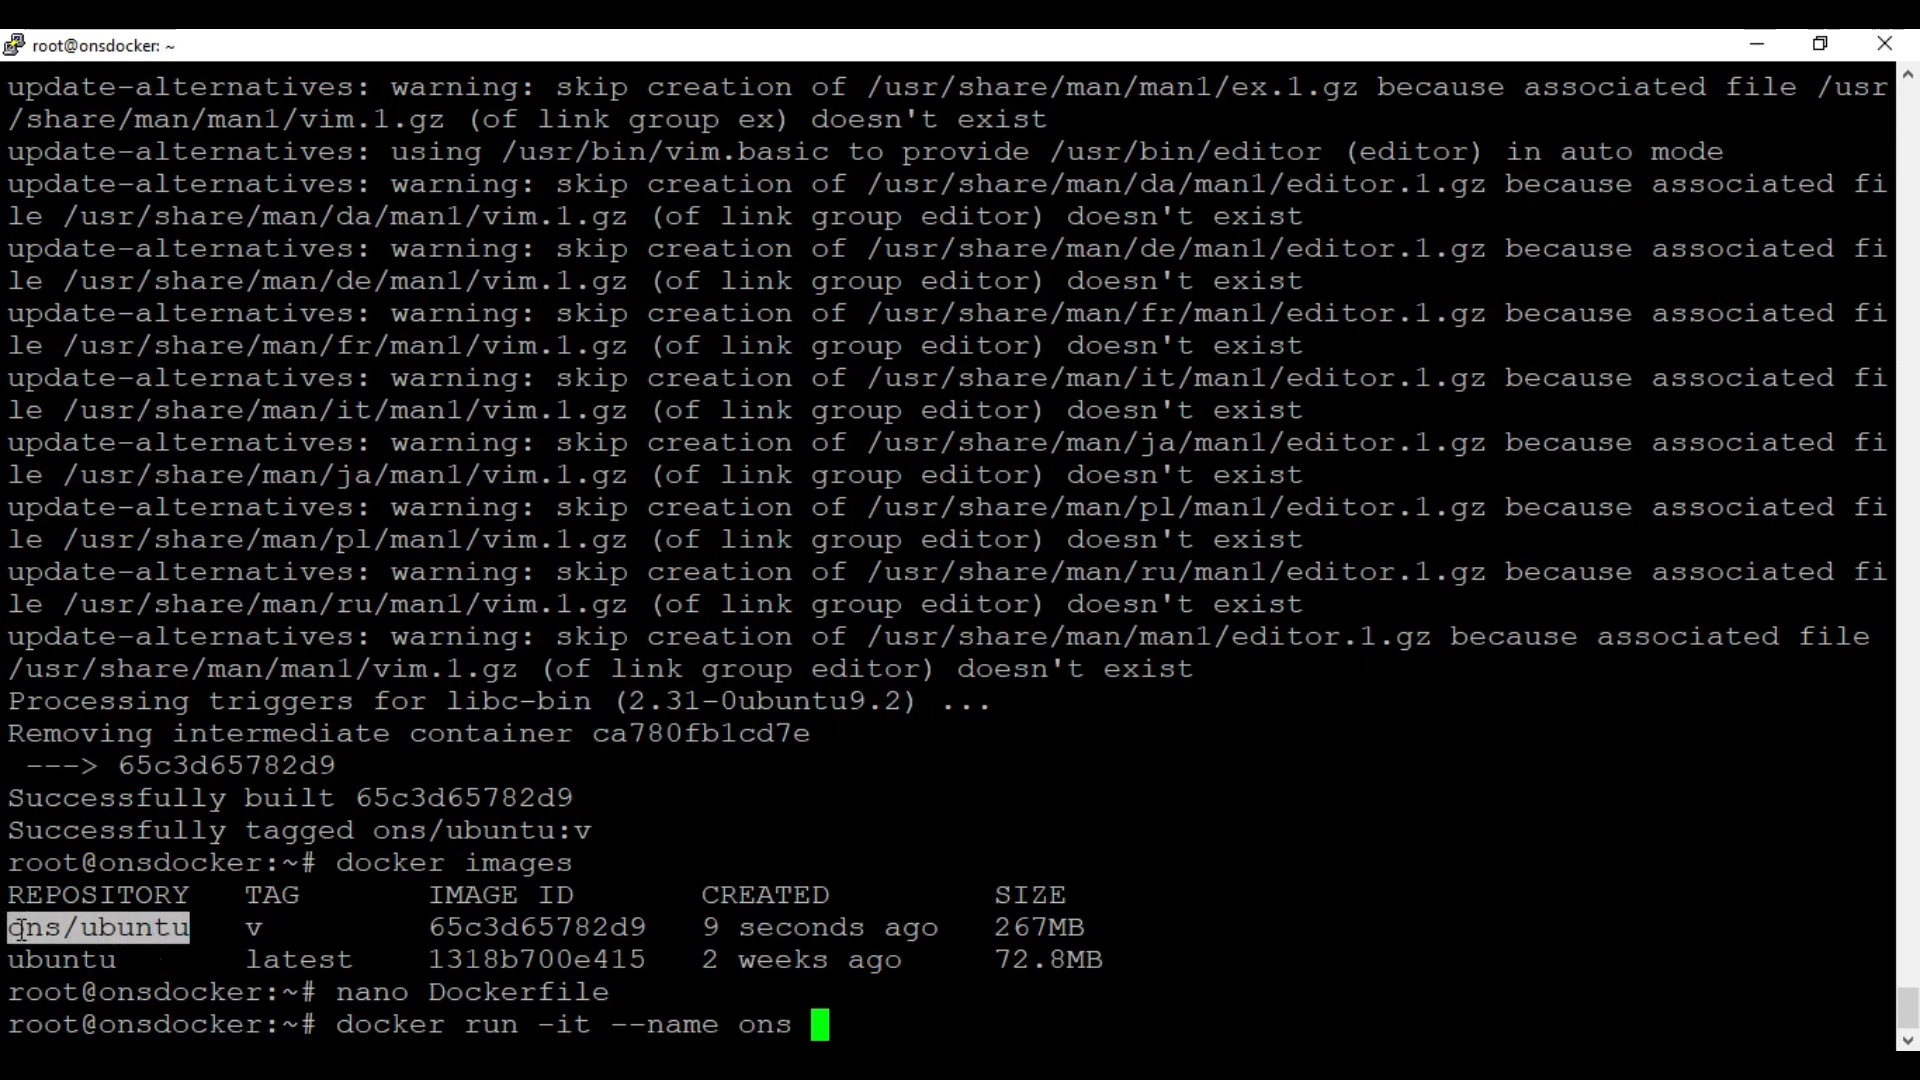 root@onsdocker: ~
update-alternatives: warning: skip creation of /usr/share/man/man1/ex.1.gz because associated file /usr
/share/man/man1/vim.1.gz (of link group ex) doesn't exist
update-alternatives: using /usr/bin/vim.basic to provide /usr/bin/editor (editor) in auto mode
update-alternatives: warning: skip creation of /usr/share/man/da/man1/editor.1.gz because associated fi
le /usr/share/man/da/man1/vim.1.gz (of link group editor) doesn't exist
update-alternatives: warning: skip creation of /usr/share/man/de/man1/editor.1.gz because associated fi
le /usr/share/man/de/man1/vim.1.gz (of link group editor) doesn't exist
update-alternatives: warning: skip creation of /usr/share/man/fr/man1/editor.1.gz because associated fi
le /usr/share/man/fr/man1/vim.1.gz (of link group editor) doesn't exist
update-alternatives: warning: skip creation of /usr/share/man/it/man1/editor.1.gz because associated fi
le /usr/share/man/it/man1/vim.1.gz (of link group editor) doesn't exist
update-alternatives: warning: skip creation of /usr/share/man/ja/man1/editor.1.gz because associated fi
le /usr/share/man/ja/man1/vim.1.gz (of link group editor) doesn't exist
update-alternatives: warning: skip creation of /usr/share/man/pl/man1/editor.1.gz because associated fi
le /usr/share/man/pl/man1/vim.1.gz (of link group editor) doesn't exist
update-alternatives: warning: skip creation of /usr/share/man/ru/man1/editor.1.gz because associated fi
le /usr/share/man/ru/man1/vim.1.gz (of link group editor) doesn't exist
update-alternatives: warning: skip creation of /usr/share/man/man1/editor.1.gz because associated file
/usr/share/man/man1/vim.1.gz (of link group editor) doesn't exist
Processing triggers for libc-bin (2.31-0ubuntu9.2) ...
Removing intermediate container ca780fb1cd7e
 ---> 65c3d65782d9
Successfully built 65c3d65782d9
Successfully tagged ons/ubuntu:v
root@onsdocker:~# docker images
REPOSITORY   TAG       IMAGE ID       CREATED         SIZE
ons/ubuntu   v         65c3d65782d9   9 seconds ago   267MB
ubuntu       latest    1318b700e415   2 weeks ago     72.8MB
root@onsdocker:~# nano Dockerfile
root@onsdocker:~# docker run -it --name ons